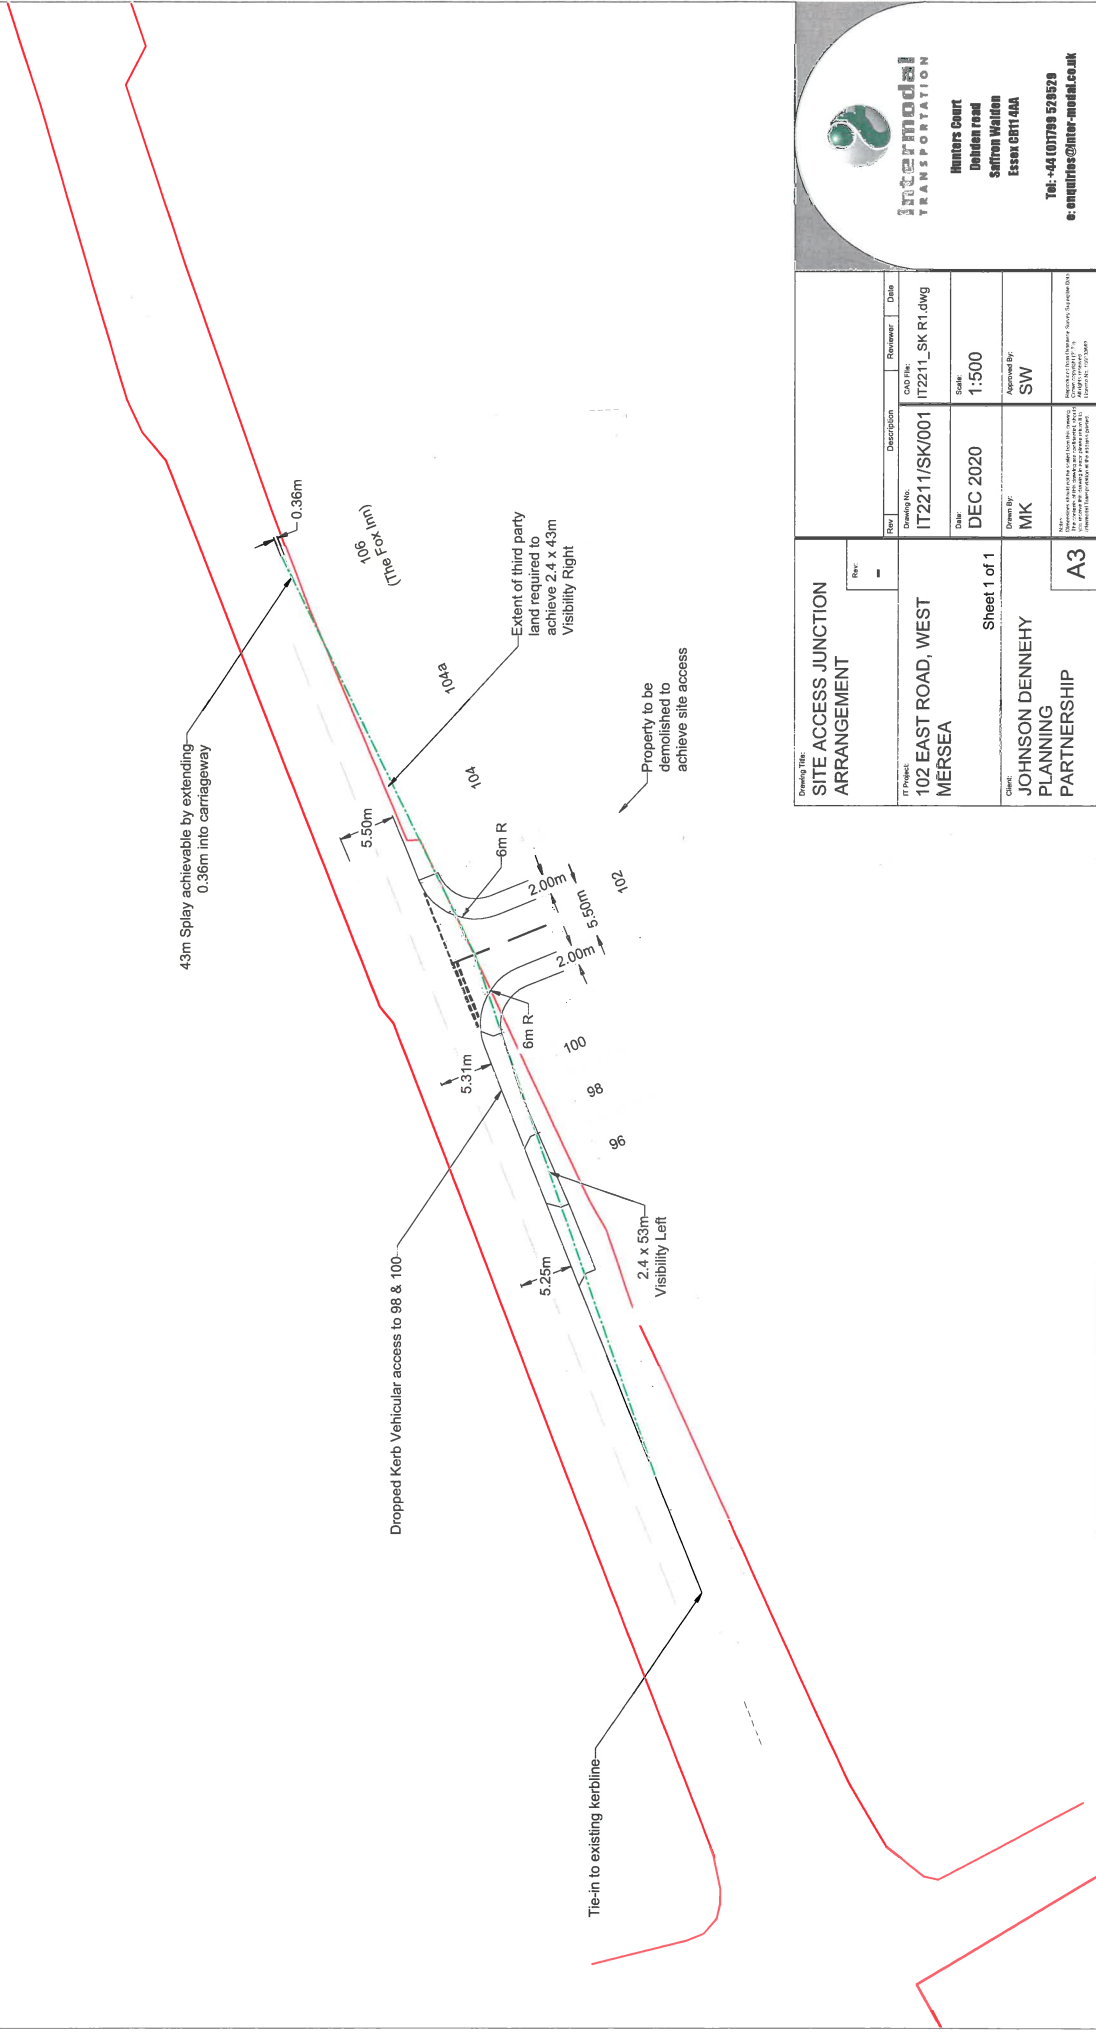 43m Splay achievable by extending
0.36m into carriageway
0.36m
106
(The Fox Inn)
Extent of third party
land required to
achieve 2.4 x 43m
Visibility Right
104a
104
5.50m
6m R
Property to be
demolished to
achieve site access
2.00m
5.50m
2.00m
102
6m R
100
98
96
5.31m
Dropped Kerb Vehicular access to 98 & 100
2.4 x 53m
Visibility Left
5.25m
Tie-in to existing kerbline
Drawing Title:
SITE ACCESS JUNCTION
ARRANGEMENT
Rev:
-
IT Project:
102 EAST ROAD, WEST
MERSEA
Sheet 1 of 1
Client:
JOHNSON DENNEHY
PLANNING
PARTNERSHIP
A3
Rev Description Reviewer Date
Drawing No:
IT2211/SK/001
CAD File:
IT2211_SK R1.dwg
Date:
DEC 2020
Scale:
1:500
Drawn By:
MK
Approved By:
SW
intermodal
TRANSPORTATION
Hunters Court
Debden road
Saffron Walden
Essex CB11 4AA
Tel: +44 (0)1799 529529
e: enquiries@inter-modal.co.uk